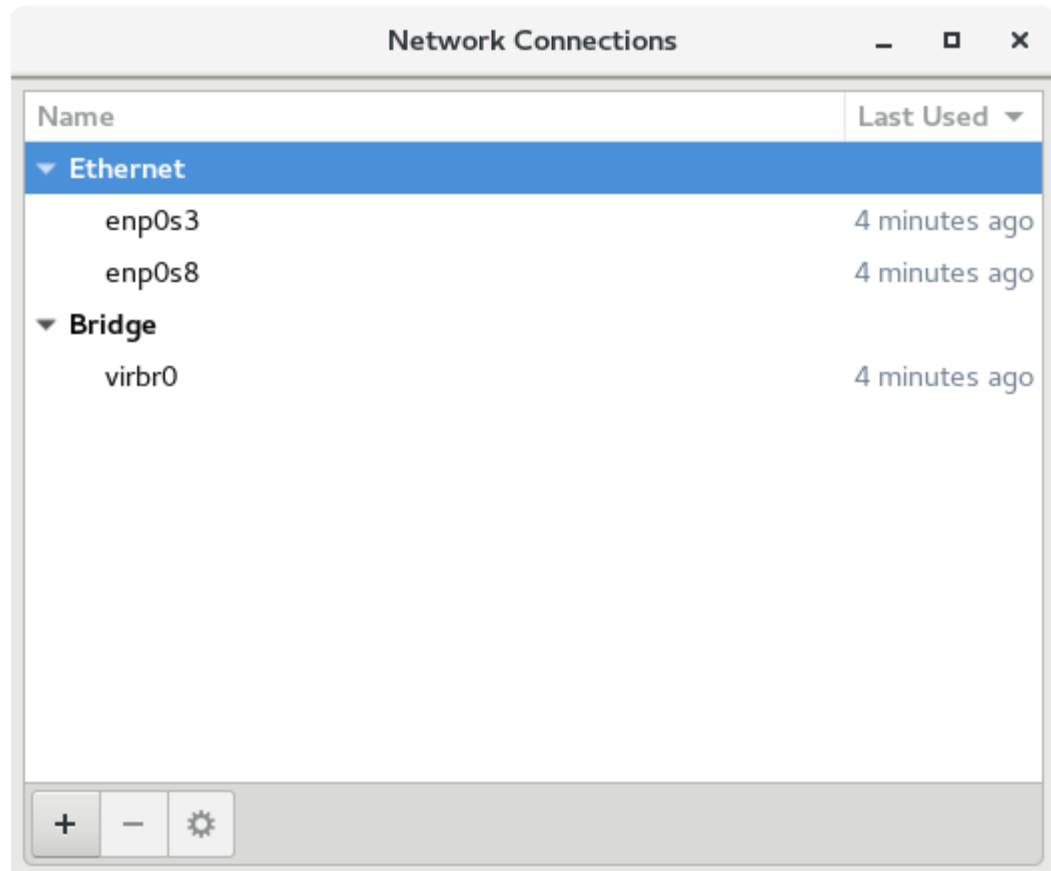 Network Connections
Name Last Used
Ethernet
enp0s3 4 minutes ago
enp0s8 4 minutes ago
Bridge
virbr0 4 minutes ago